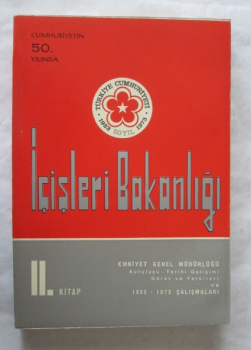 CUMHURİYETİN
50.
YILINDA
TÜRKİYE CUMHURİYETİ
1923 50.YIL 1973
İçişleri Bakanlığı
II. KİTAP
EMNİYET GENEL MÜDÜRLÜĞÜ
Kuruluşu - Tarihi Gelişimi
Görev ve Yetkileri
ve
1923 - 1973 ÇALIŞMALARI